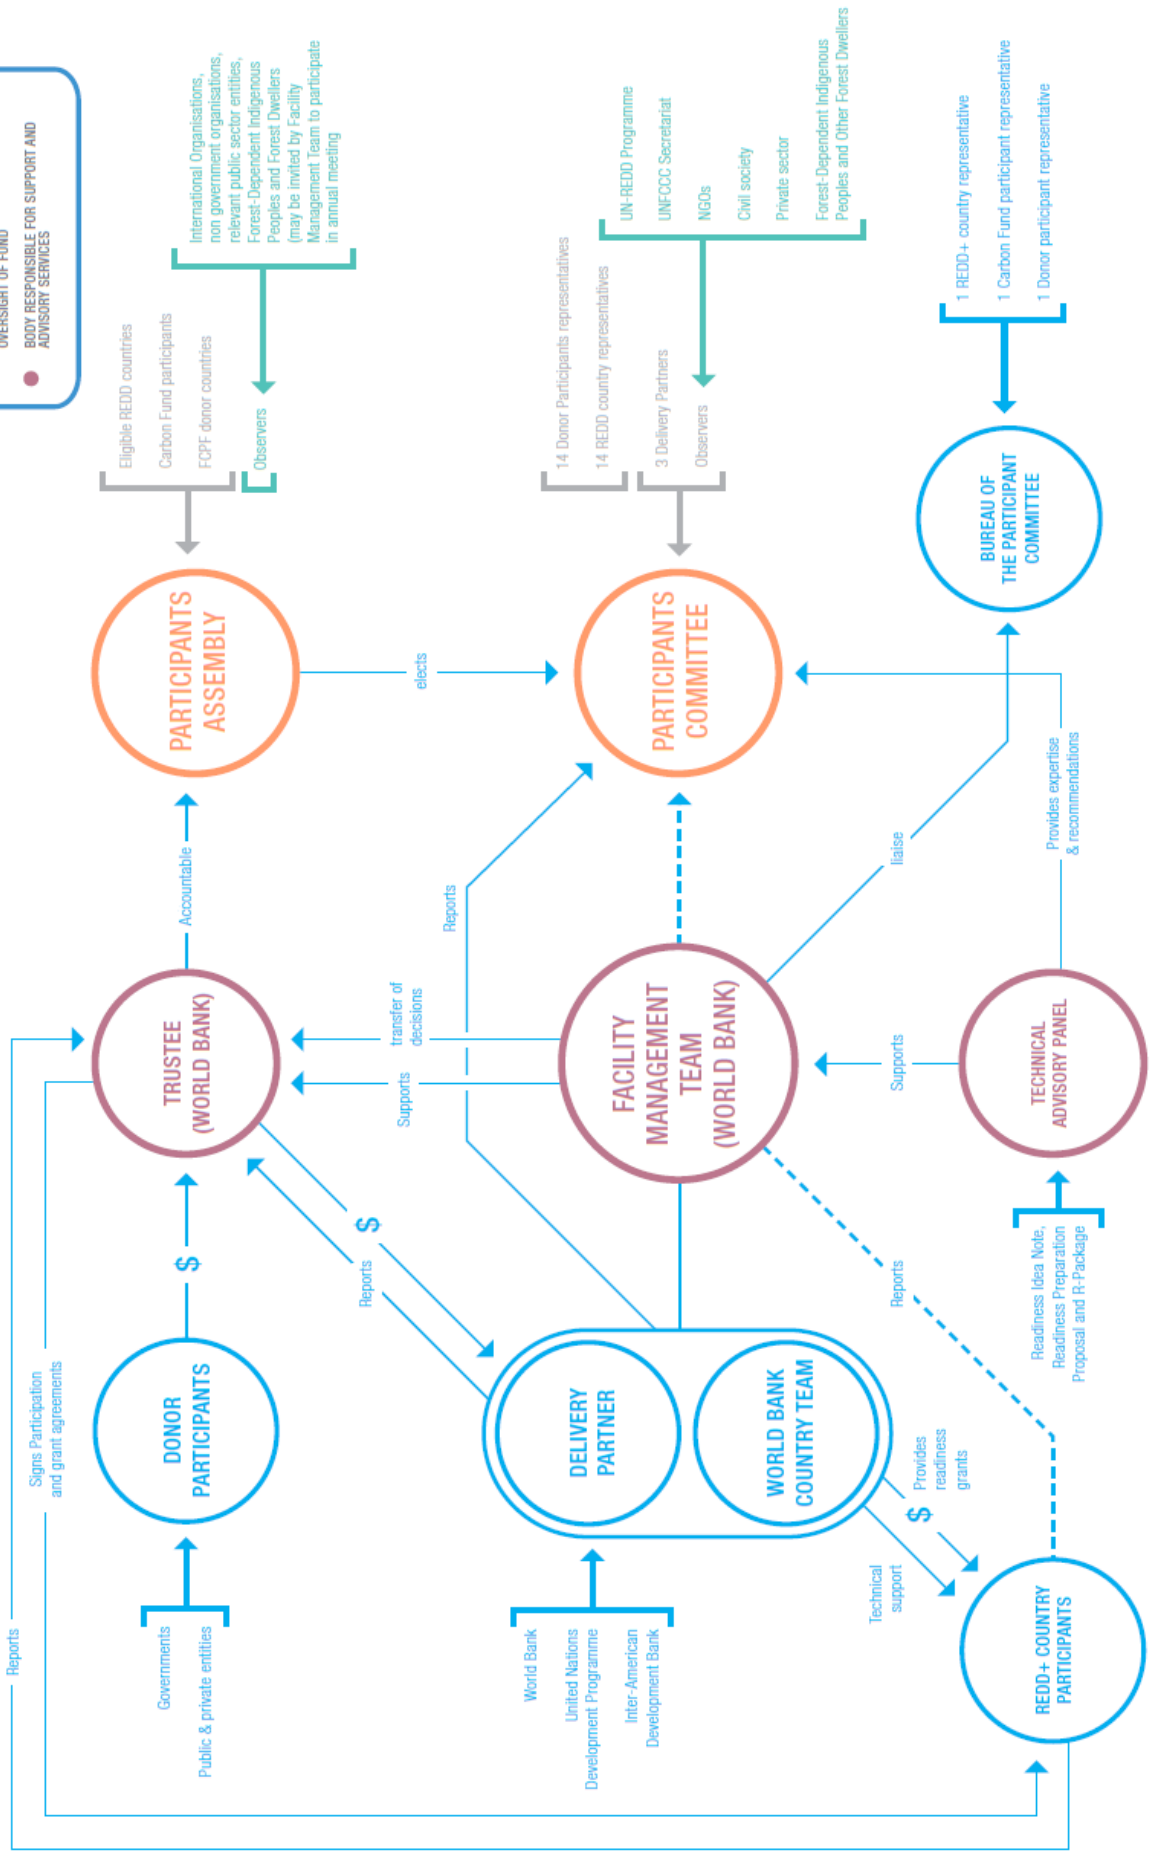 OVERSIGHT OF FUND
BODY RESPONSIBLE FOR SUPPORT AND
ADVISORY SERVICES
Reports
Signs Participation
and grant agreements
Governments
Public & private entities
DONOR
PARTICIPANTS
$
TRUSTEE
(WORLD BANK)
Accountable
PARTICIPANTS
ASSEMBLY
Eligible REDD countries
Carbon Fund participants
FCPF donor countries
Observers
International Organisations,
non government organisations,
relevant public sector entities,
Forest-Dependent Indigenous
Peoples and Forest Dwellers
(may be invited by Facility
Management Team to participate
in annual meeting
Reports
$
Supports
transfer of
decisions
Reports
elects
World Bank
United Nations
Development Programme
Inter-American
Development Bank
DELIVERY
PARTNER
WORLD BANK
COUNTRY TEAM
FACILITY
MANAGEMENT
TEAM
(WORLD BANK)
PARTICIPANTS
COMMITTEE
14 Donor Participants representatives
14 REDD country representatives
3 Delivery Partners
Observers
UN-REDD Programme
UNFCCC Secretariat
NGOs
Civil society
Private sector
Forest-Dependent Indigenous
Peoples and Other Forest Dwellers
Technical
support
$
Provides
readiness
grants
Reports
Supports
liaise
REDD+ COUNTRY
PARTICIPANTS
Readiness Idea Note,
Readiness Preparation
Proposal and R-Package
TECHNICAL
ADVISORY PANEL
Provides expertise
& recommendations
BUREAU OF
THE PARTICIPANT
COMMITTEE
1 REDD+ country representative
1 Carbon Fund participant representative
1 Donor participant representative